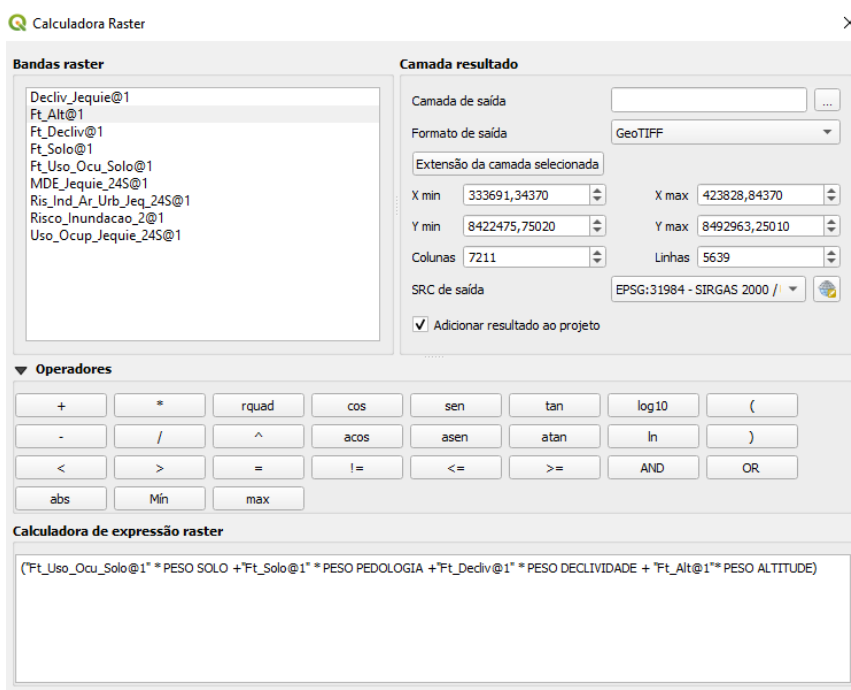 Calculadora Raster
Bandas raster
Decliv_Jequie@1
Ft_Alt@1
Ft_Decliv@1
Ft_Solo@1
Ft_Uso_Ocu_Solo@1
MDE_Jequie_24S@1
Ris_Ind_Ar_Urb_Jeq_24S@1
Risco_Inundacao_2@1
Uso_Ocup_Jequie_24S@1
Camada resultado
Camada de saída ...
Formato de saída GeoTIFF
Extensão da camada selecionada
X min 333691,34370 X max 423828,84370
Y min 8422475,75020 Y max 8492963,25010
Colunas 7211 Linhas 5639
SRC de saída EPSG:31984 - SIRGAS 2000 /
Adicionar resultado ao projeto
Operadores
+ * rquad cos sen tan log10 (
- / ^ acos asen atan ln )
< > = != <= >= AND OR
abs Mín max
Calculadora de expressão raster
("Ft_Uso_Ocu_Solo@1" * PESO SOLO +"Ft_Solo@1" * PESO PEDOLOGIA +"Ft_Decliv@1" * PESO DECLIVIDADE + "Ft_Alt@1"* PESO ALTITUDE)